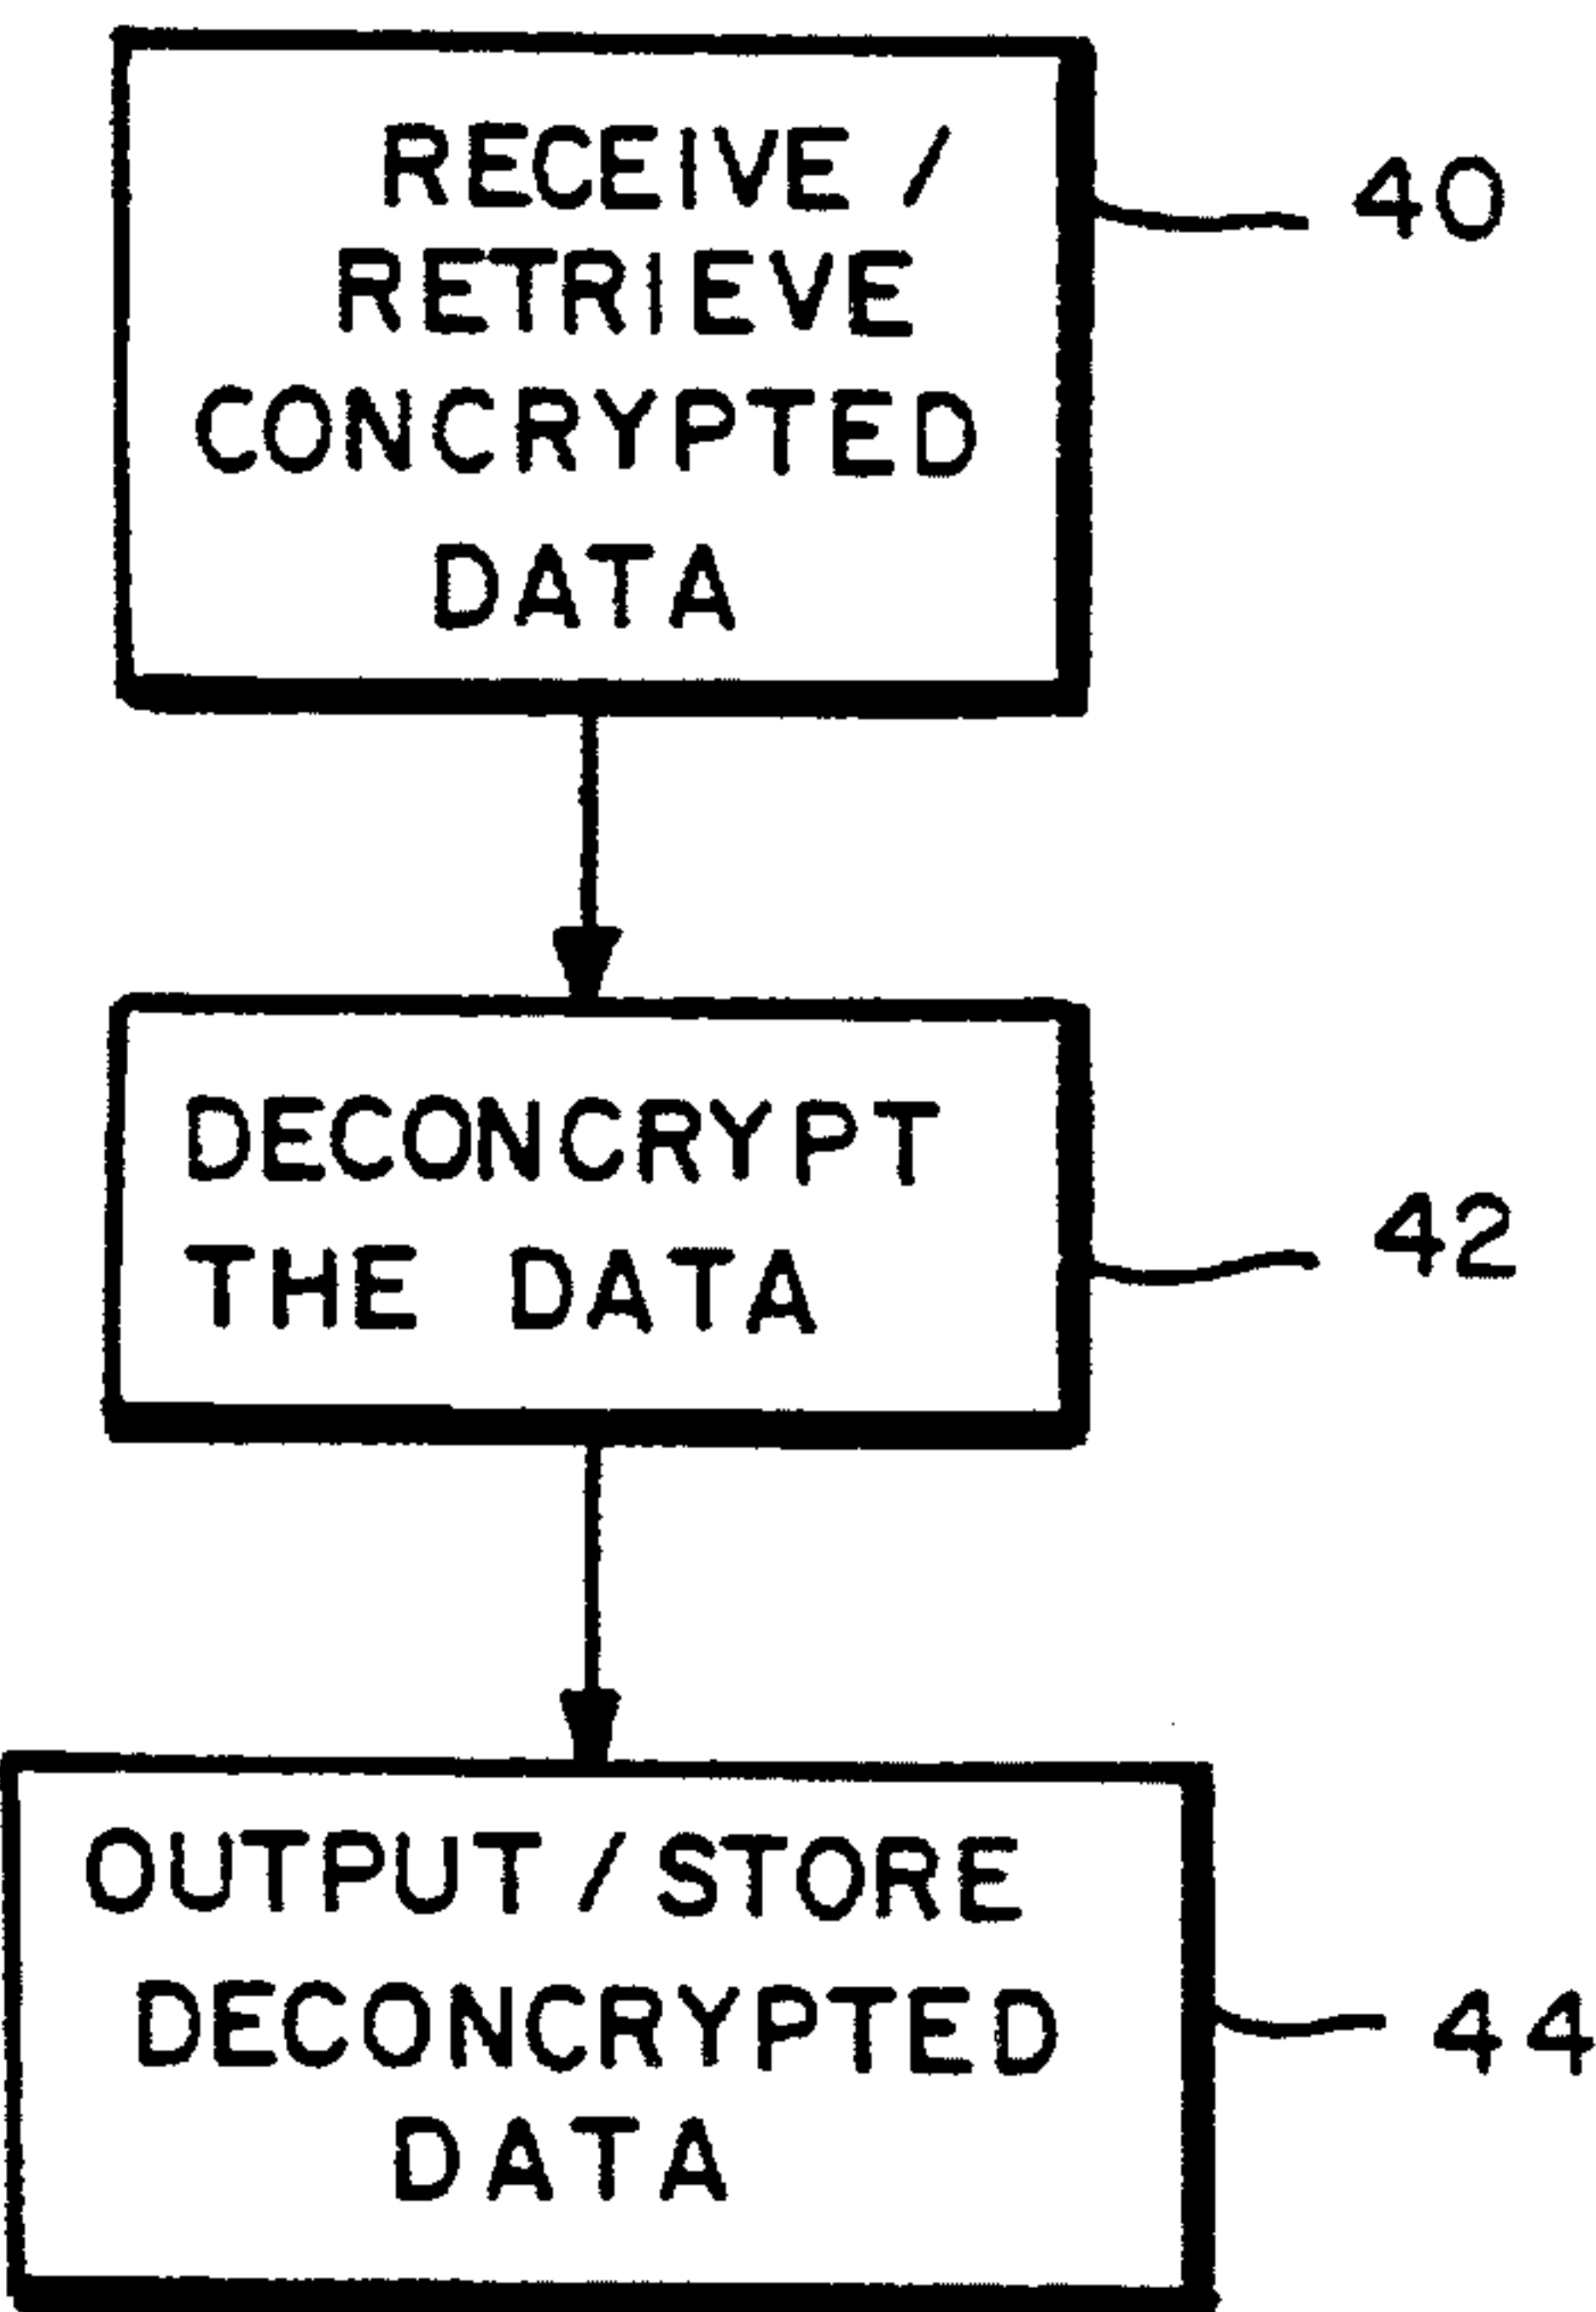 RECEIVE /
RETRIEVE
CONCRYPTED
DATA
40
DECONCRYPT
THE DATA
42
OUTPUT / STORE
DECONCRYPTED
DATA
44